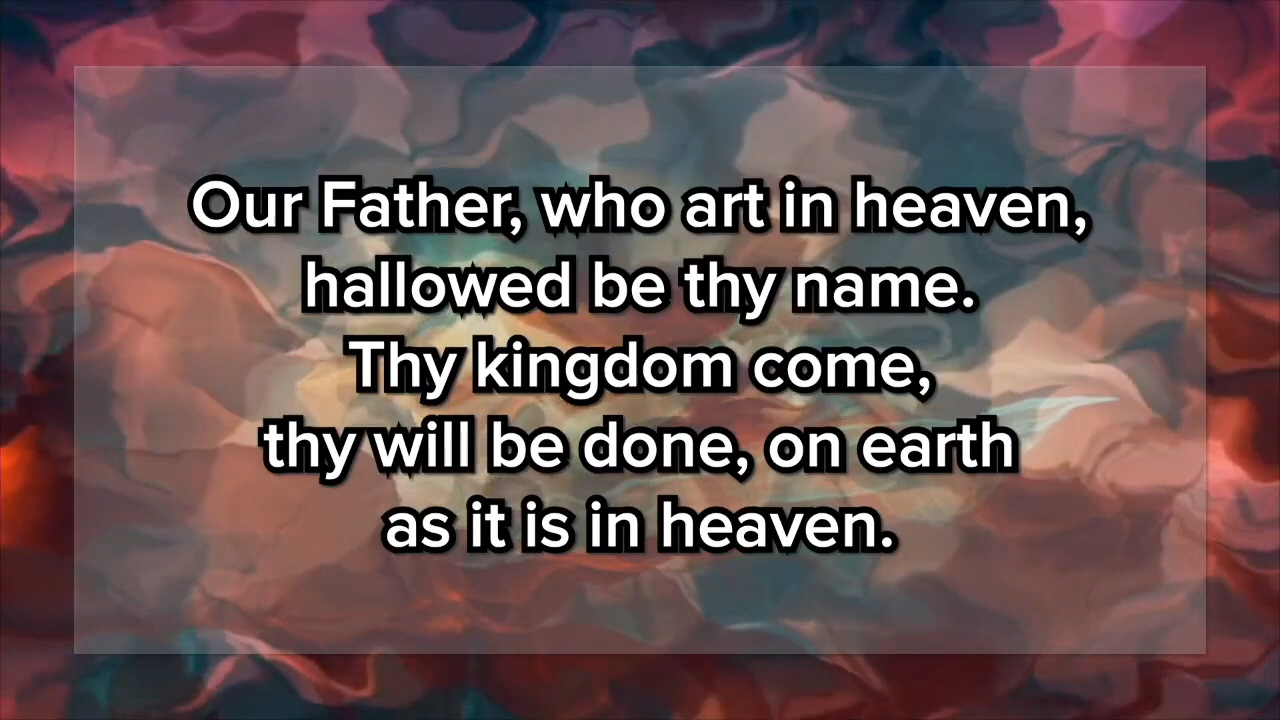 Our Father, who art in heaven,
hallowed be thy name.
Thy kingdom come,
thy will be done, on earth
as it is in heaven.